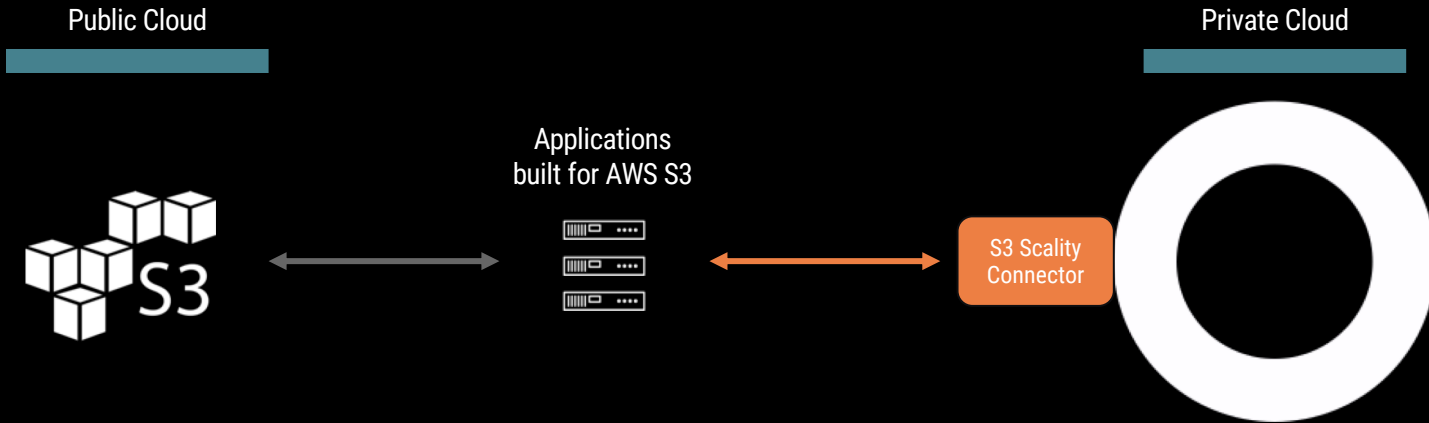 Public Cloud
Private Cloud
Applications
built for AWS S3
S3
S3 Scality
Connector